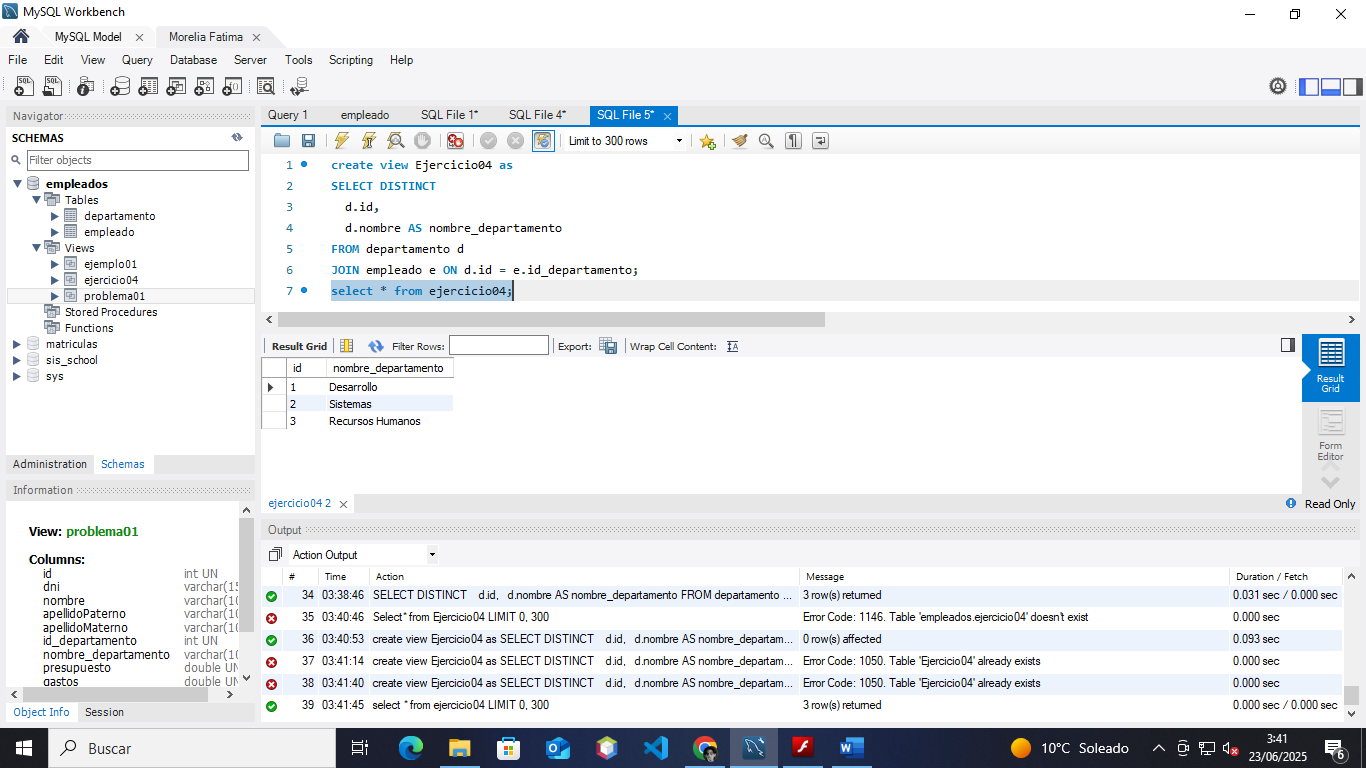 MySQL Workbench
MySQL Model
Morelia Fatima
File Edit View Query Database Server Tools Scripting Help
Navigator
SCHEMAS
Filter objects
empleados
Tables
departamento
empleado
Views
ejemplo01
ejercicio04
problema01
Stored Procedures
Functions
matriculas
sis_school
sys
Administration Schemas
Information
View: problema01
Columns:
id int UN
dni varchar(15
nombre varchar(10
apellidoPaterno varchar(10
apellidoMaterno varchar(10
id_departamento int UN
nombre_departamento varchar(10
presupuesto double UN
gastos double UN
Object Info Session
Query 1 empleado SQL File 1* SQL File 4* SQL File 5*
Limit to 300 rows
1 create view Ejercicio04 as
2 SELECT DISTINCT
3 d.id,
4 d.nombre AS nombre_departamento
5 FROM departamento d
6 JOIN empleado e ON d.id = e.id_departamento;
7 select * from ejercicio04;
Result Grid Filter Rows: Export: Wrap Cell Content:
id nombre_departamento
1 Desarrollo
2 Sistemas
3 Recursos Humanos
Result Grid
Form Editor
ejercicio04 2
Read Only
Output
Action Output
# Time Action Message Duration / Fetch
34 03:38:46 SELECT DISTINCT d.id, d.nombre AS nombre_departamento FROM departamento ... 3 row(s) returned 0.031 sec / 0.000 sec
35 03:40:46 Select* from Ejercicio04 LIMIT 0, 300 Error Code: 1146. Table 'empleados.ejercicio04' doesn't exist 0.000 sec
36 03:40:53 create view Ejercicio04 as SELECT DISTINCT d.id, d.nombre AS nombre_departam... 0 row(s) affected 0.093 sec
37 03:41:14 create view Ejercicio04 as SELECT DISTINCT d.id, d.nombre AS nombre_departam... Error Code: 1050. Table 'Ejercicio04' already exists 0.000 sec
38 03:41:40 create view Ejercicio04 as SELECT DISTINCT d.id, d.nombre AS nombre_departam... Error Code: 1050. Table 'Ejercicio04' already exists 0.000 sec
39 03:41:45 select * from ejercicio04 LIMIT 0, 300 3 row(s) returned 0.000 sec / 0.000 sec
Buscar
10°C Soleado
3:41
23/06/2025
6